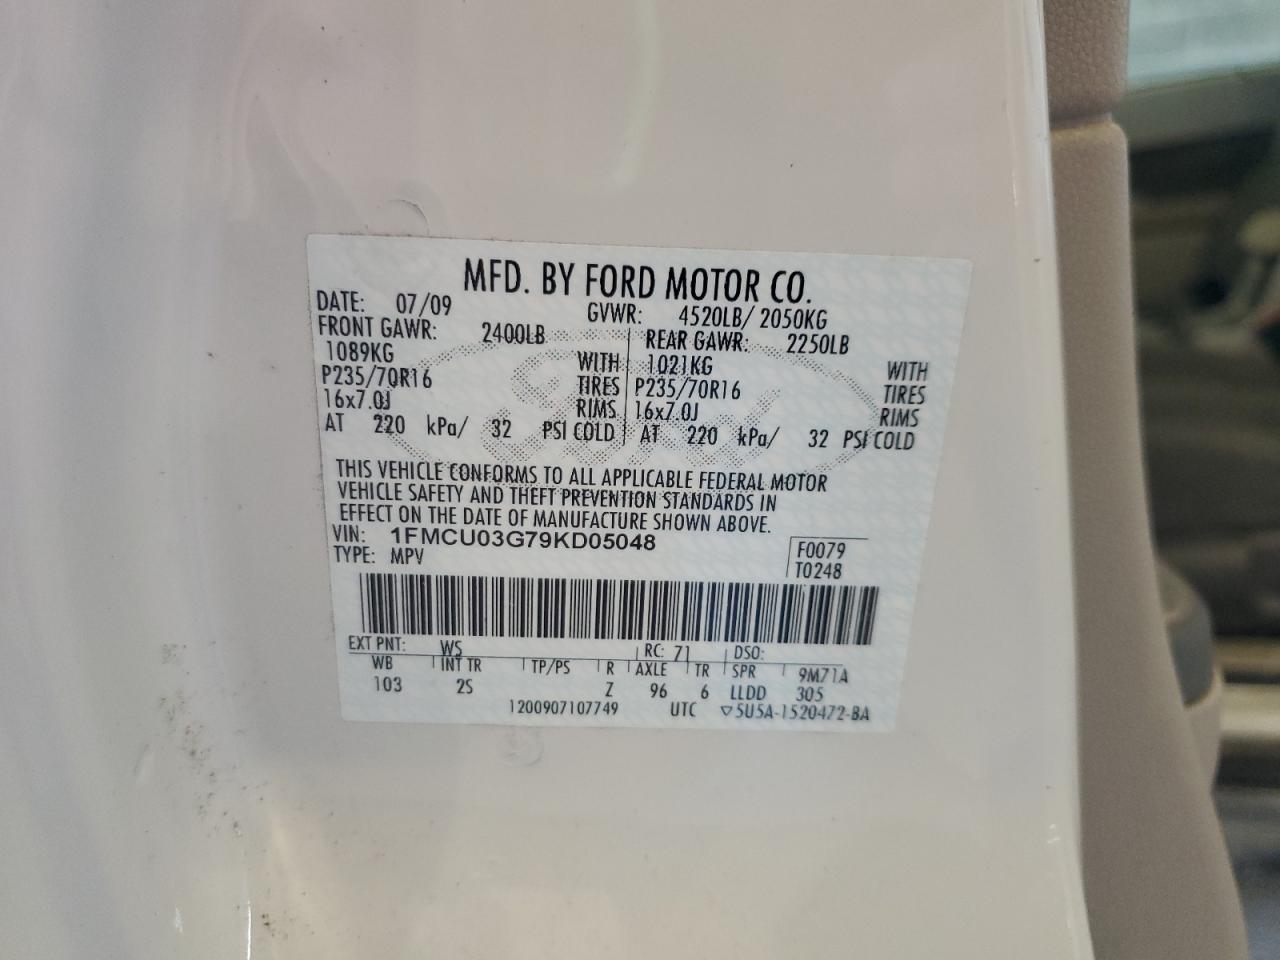 MFD. BY FORD MOTOR CO.
DATE: 07/09 GVWR: 4520LB/ 2050KG
FRONT GAWR: 2400LB REAR GAWR: 2250LB
1089KG WITH 1021KG WITH
P235/70R16 TIRES P235/70R16 TIRES
16x7.0J RIMS 16x7.0J RIMS
AT 220 kPa/ 32 PSI COLD AT 220 kPa/ 32 PSI COLD
THIS VEHICLE CONFORMS TO ALL APPLICABLE FEDERAL MOTOR
VEHICLE SAFETY AND THEFT PREVENTION STANDARDS IN
EFFECT ON THE DATE OF MANUFACTURE SHOWN ABOVE.
VIN: 1FMCU03G79KD05048 F0079
TYPE: MPV T0248
EXT PNT: WS RC: 71 DSO:
WB INT TR TP/PS R AXLE TR SPR 9M71A
103 2S Z 96 6 LLDD 305
1200907107749 UTC ▽5U5A-1520472-BA